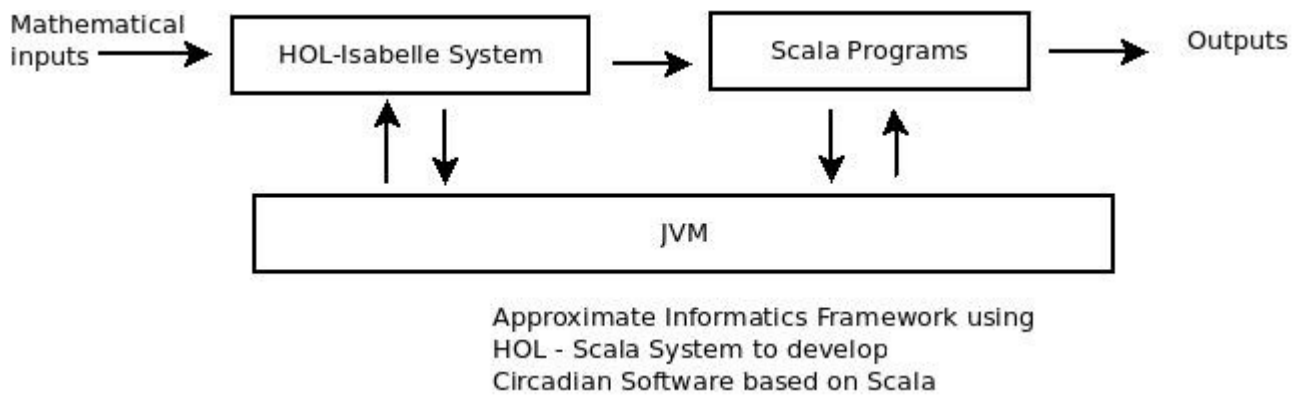 Mathematical
inputs
HOL-Isabelle System
Scala Programs
Outputs
JVM
Approximate Informatics Framework using
HOL - Scala System to develop
Circadian Software based on Scala